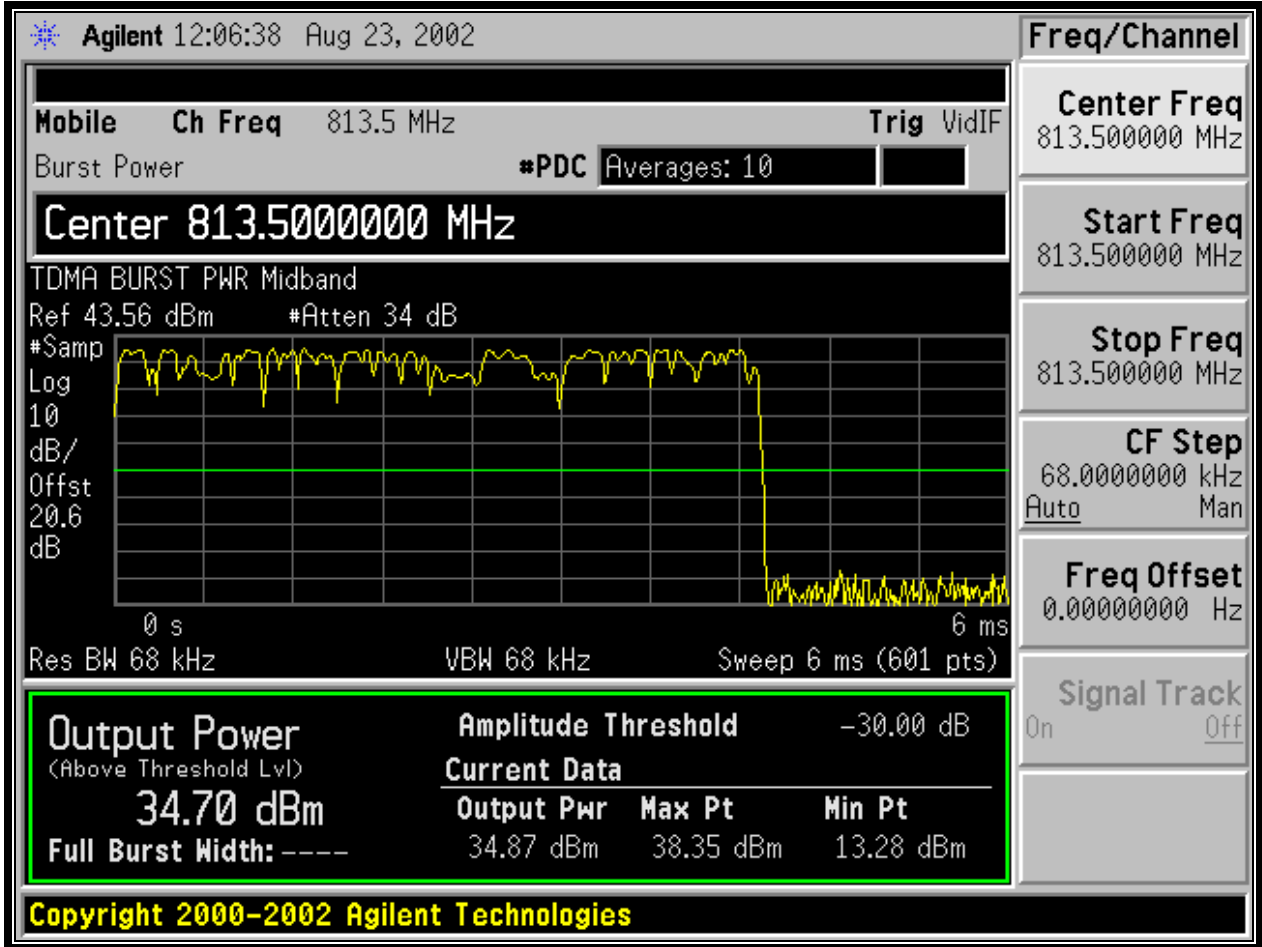 Agilent 12:06:38 Aug 23, 2002
Freq/Channel
Mobile Ch Freq 813.5 MHz Trig VidIF
Burst Power #PDC Averages: 10
Center 813.5000000 MHz
TDMA BURST PWR Midband
Ref 43.56 dBm #Atten 34 dB
#Samp
Log
10
dB/
Offst
20.6
dB
0 s 6 ms
Res BW 68 kHz VBW 68 kHz Sweep 6 ms (601 pts)
Output Power
(Above Threshold Lvl)
34.70 dBm
Full Burst Width: ----
Amplitude Threshold -30.00 dB
Current Data
Output Pwr Max Pt Min Pt
34.87 dBm 38.35 dBm 13.28 dBm
Copyright 2000-2002 Agilent Technologies
Center Freq
813.500000 MHz
Start Freq
813.500000 MHz
Stop Freq
813.500000 MHz
CF Step
68.0000000 kHz
Auto Man
Freq Offset
0.00000000 Hz
Signal Track
On Off